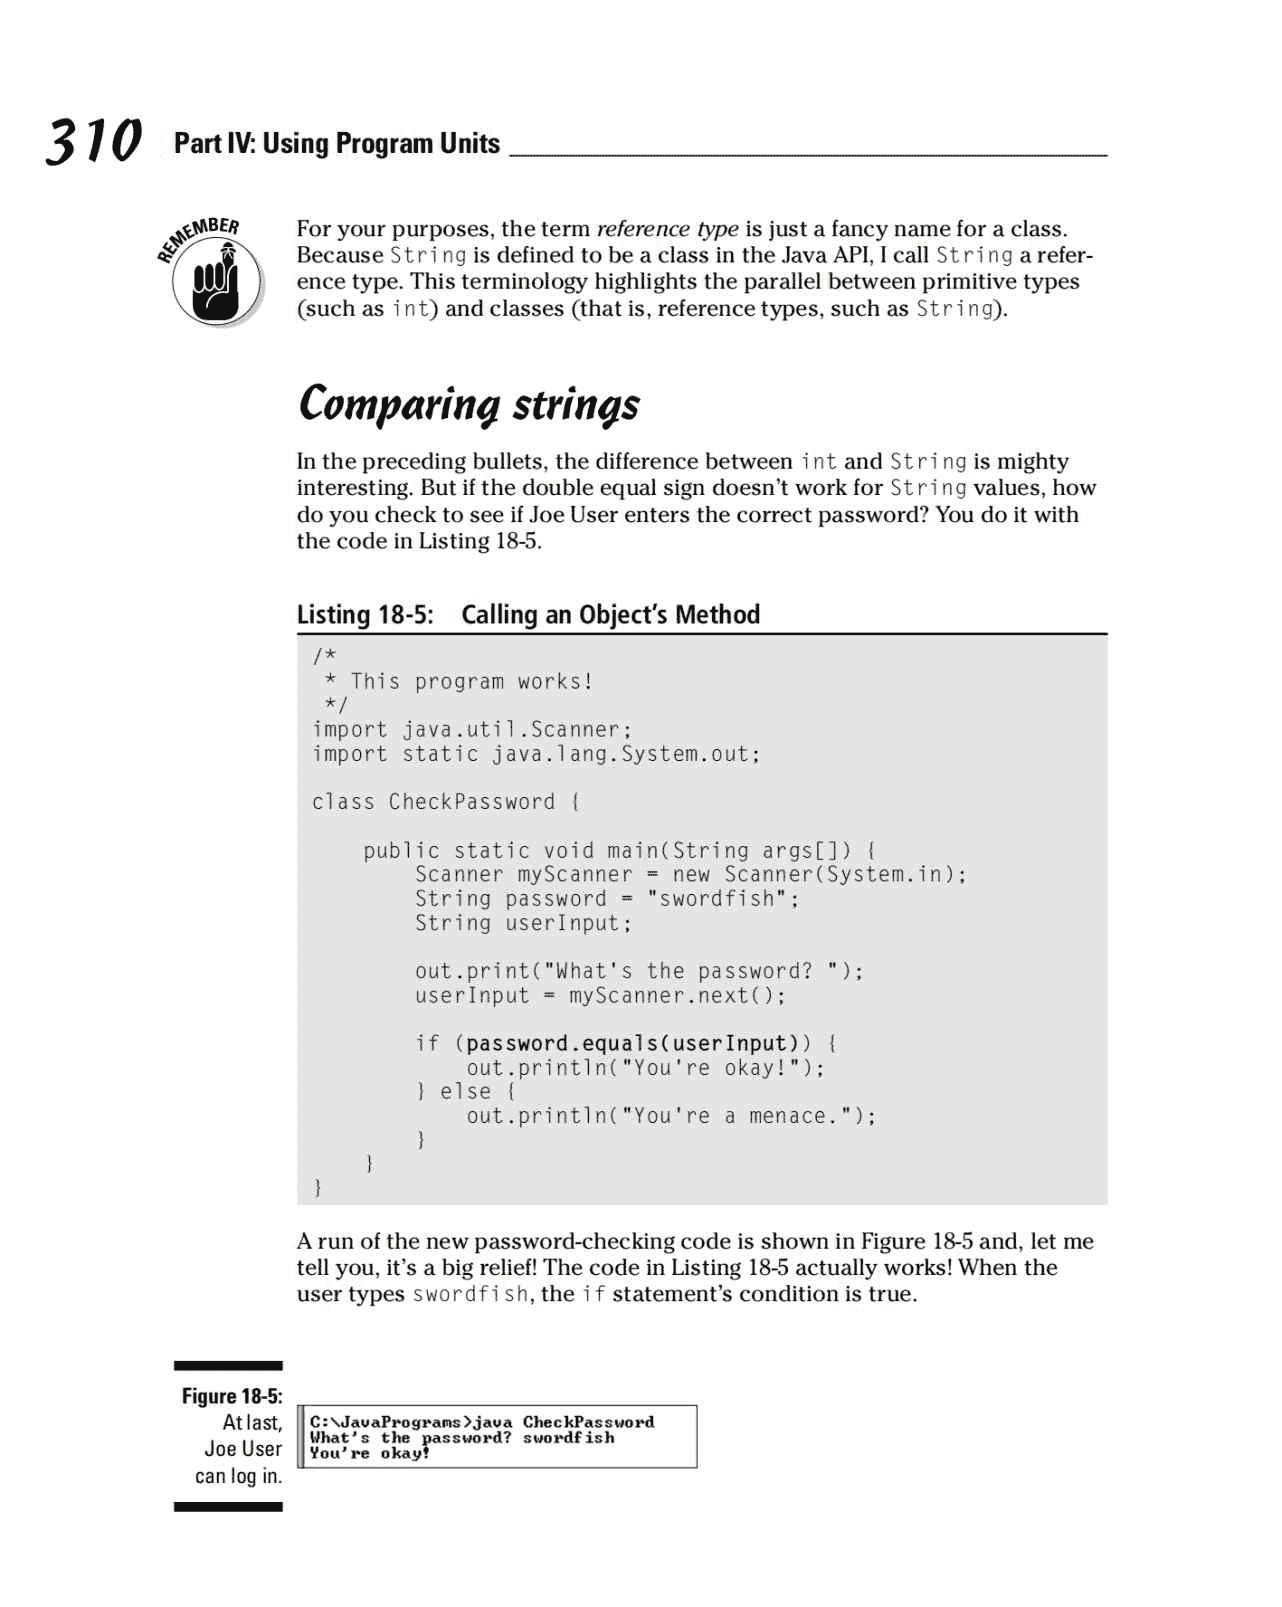 310 Part IV: Using Program Units
REMEMBER
For your purposes, the term reference type is just a fancy name for a class.
Because String is defined to be a class in the Java API, I call String a refer-
ence type. This terminology highlights the parallel between primitive types
(such as int) and classes (that is, reference types, such as String).
Comparing strings
In the preceding bullets, the difference between int and String is mighty
interesting. But if the double equal sign doesn't work for String values, how
do you check to see if Joe User enters the correct password? You do it with
the code in Listing 18-5.
Listing 18-5: Calling an Object's Method
/*
 * This program works!
 */
import java.util.Scanner;
import static java.lang.System.out;
class CheckPassword {
    public static void main(String args[]) {
        Scanner myScanner = new Scanner(System.in);
        String password = "swordfish";
        String userInput;
        out.print("What's the password? ");
        userInput = myScanner.next();
        if (password.equals(userInput)) {
            out.println("You're okay!");
        } else {
            out.println("You're a menace.");
        }
    }
}
A run of the new password-checking code is shown in Figure 18-5 and, let me
tell you, it's a big relief! The code in Listing 18-5 actually works! When the
user types swordfish, the if statement's condition is true.
Figure 18-5:
At last,
Joe User
can log in.
C:\JavaPrograms>java CheckPassword
What's the password? swordfish
You're okay!